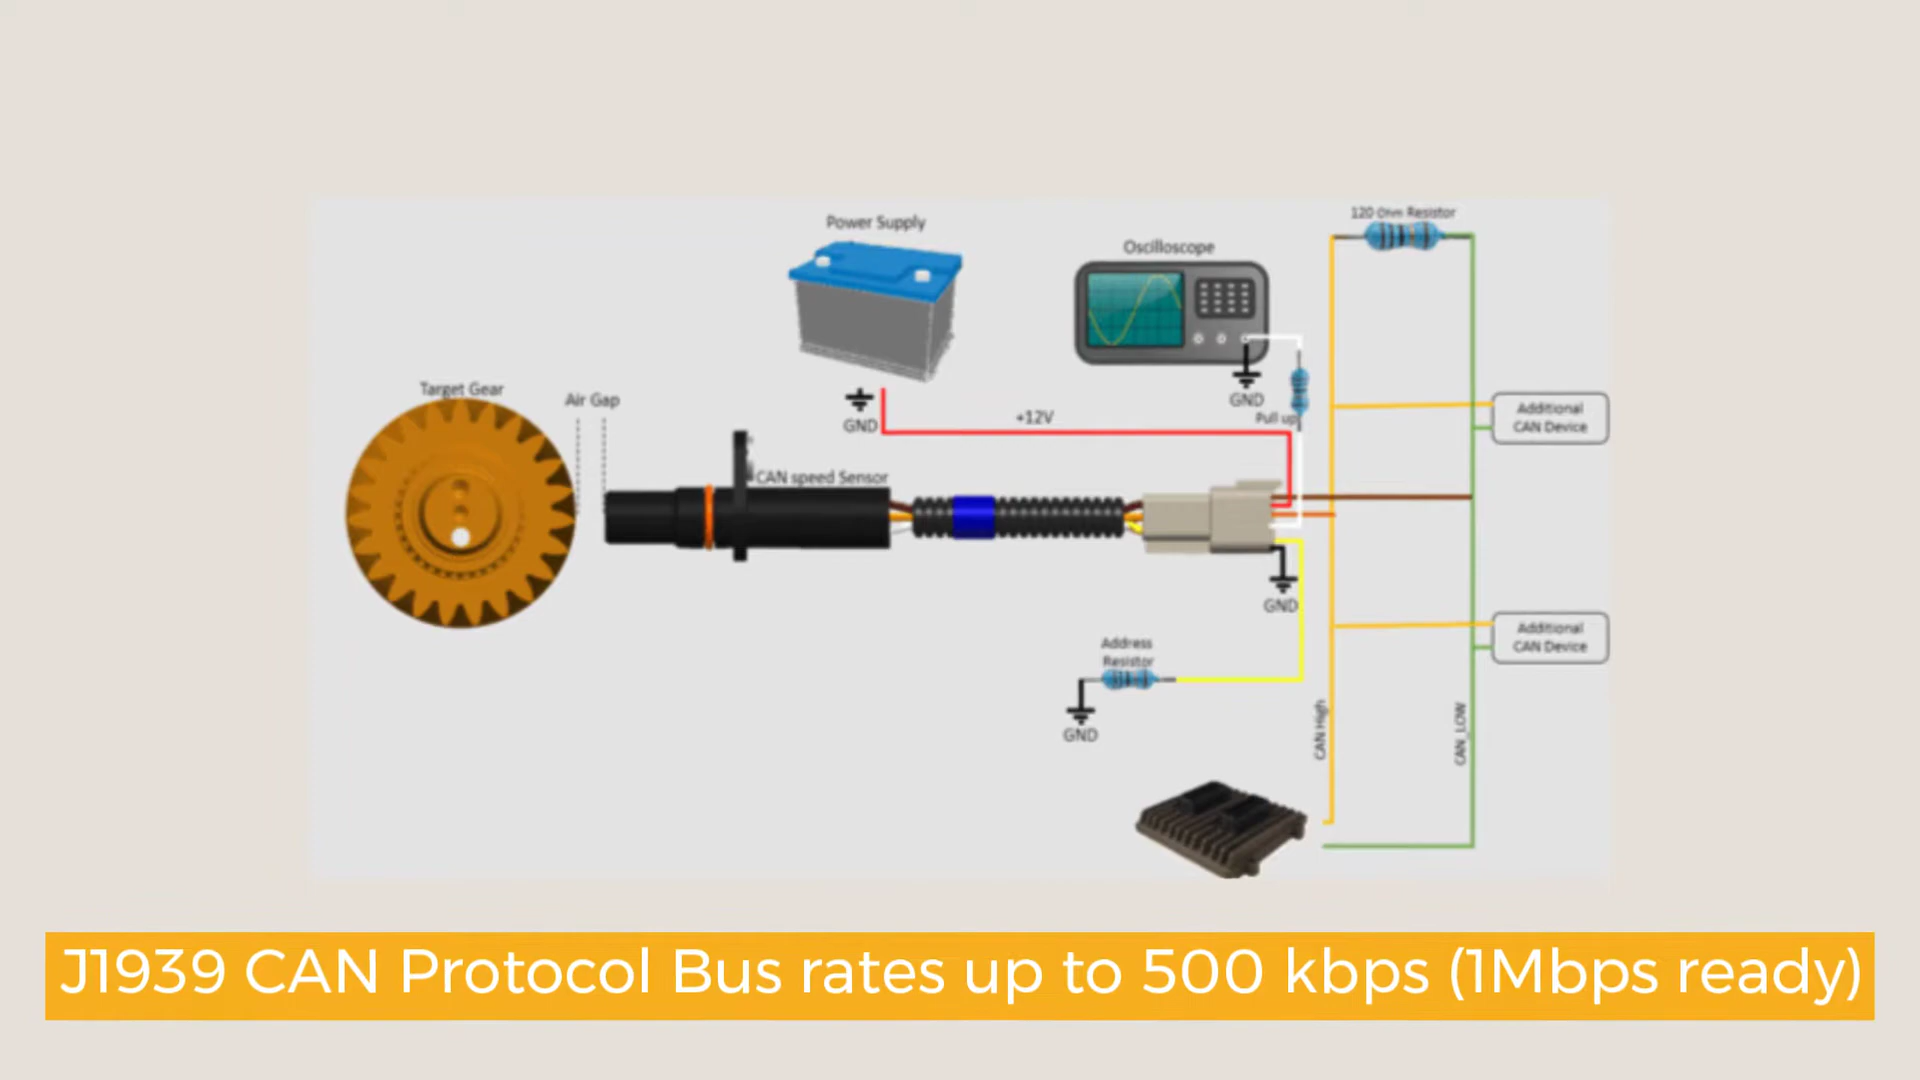 120 Ohm Resistor
Power Supply
Oscilloscope
Target Gear
Air Gap
GND
GND
Pull up
+12V
Additional
CAN Device
CAN speed Sensor
GND
Additional
CAN Device
Address
Resistor
GND
CAN High
CAN_LOW
J1939 CAN Protocol Bus rates up to 500 kbps (1Mbps ready)